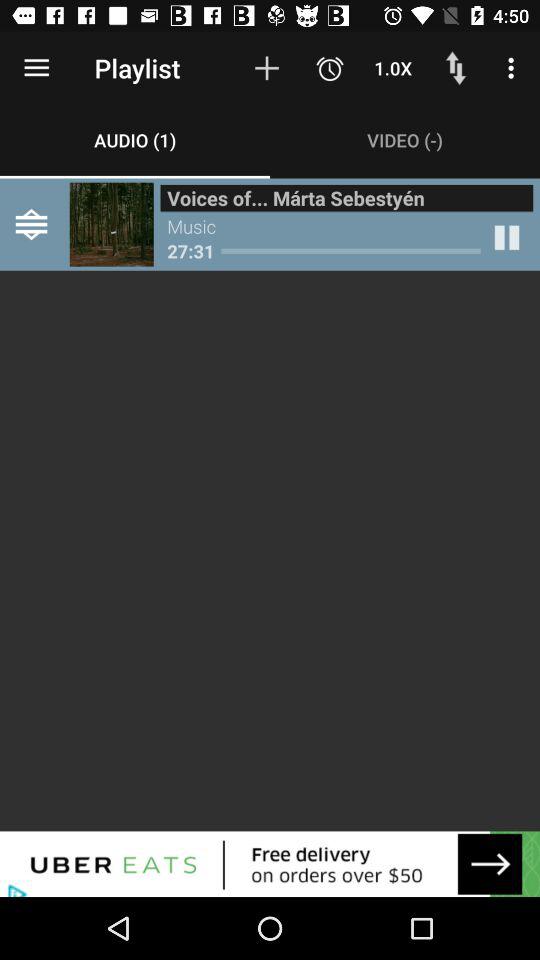 4:50
Playlist
1.0X
AUDIO (1)
VIDEO (-)
Voices of... Márta Sebestyén
Music
27:31
UBER EATS
Free delivery
on orders over $50